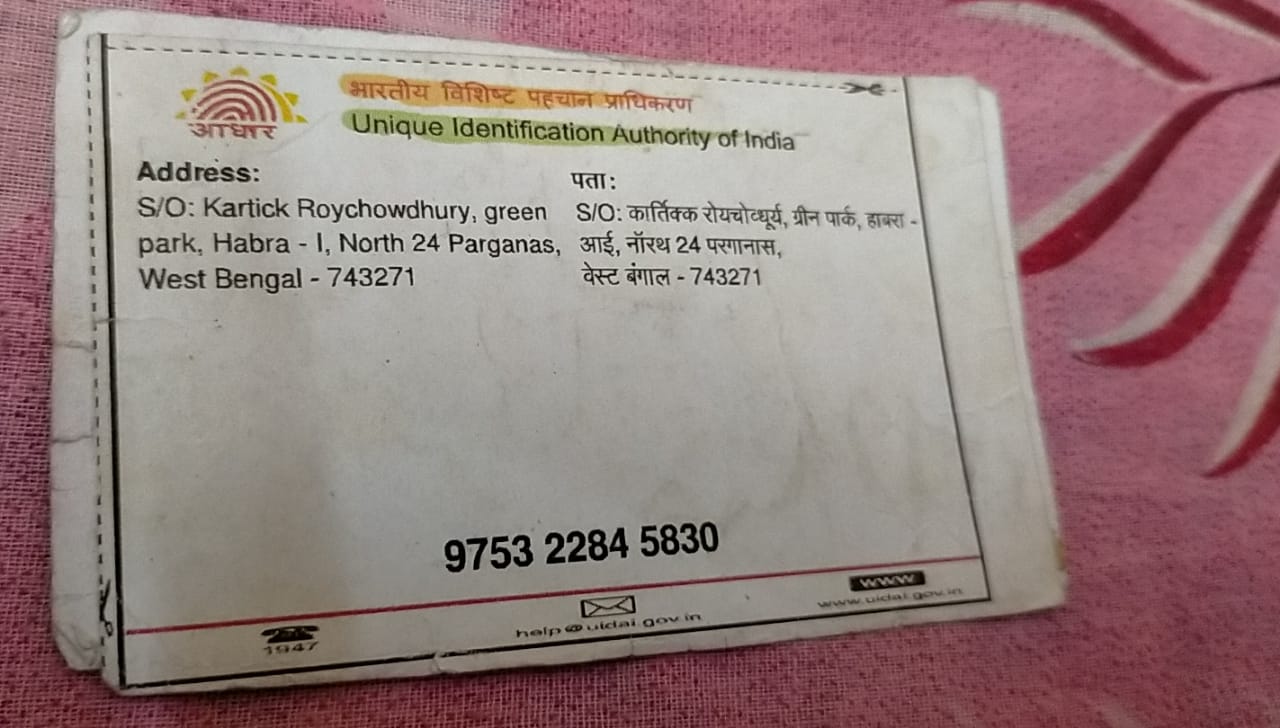 आधार
भारतीय विशिष्ट पहचान प्राधिकरण
Unique Identification Authority of India
Address:
S/O: Kartick Roychowdhury, green
park, Habra - I, North 24 Parganas,
West Bengal - 743271
पता:
S/O: कार्तिक्क रोयचोव्धूर्य, ग्रीन पार्क, हाबरा -
आई, नॉरथ 24 परगानास,
वेस्ट बंगाल - 743271
9753 2284 5830
1947
help@uidai.gov.in
www
www.uidai.gov.in